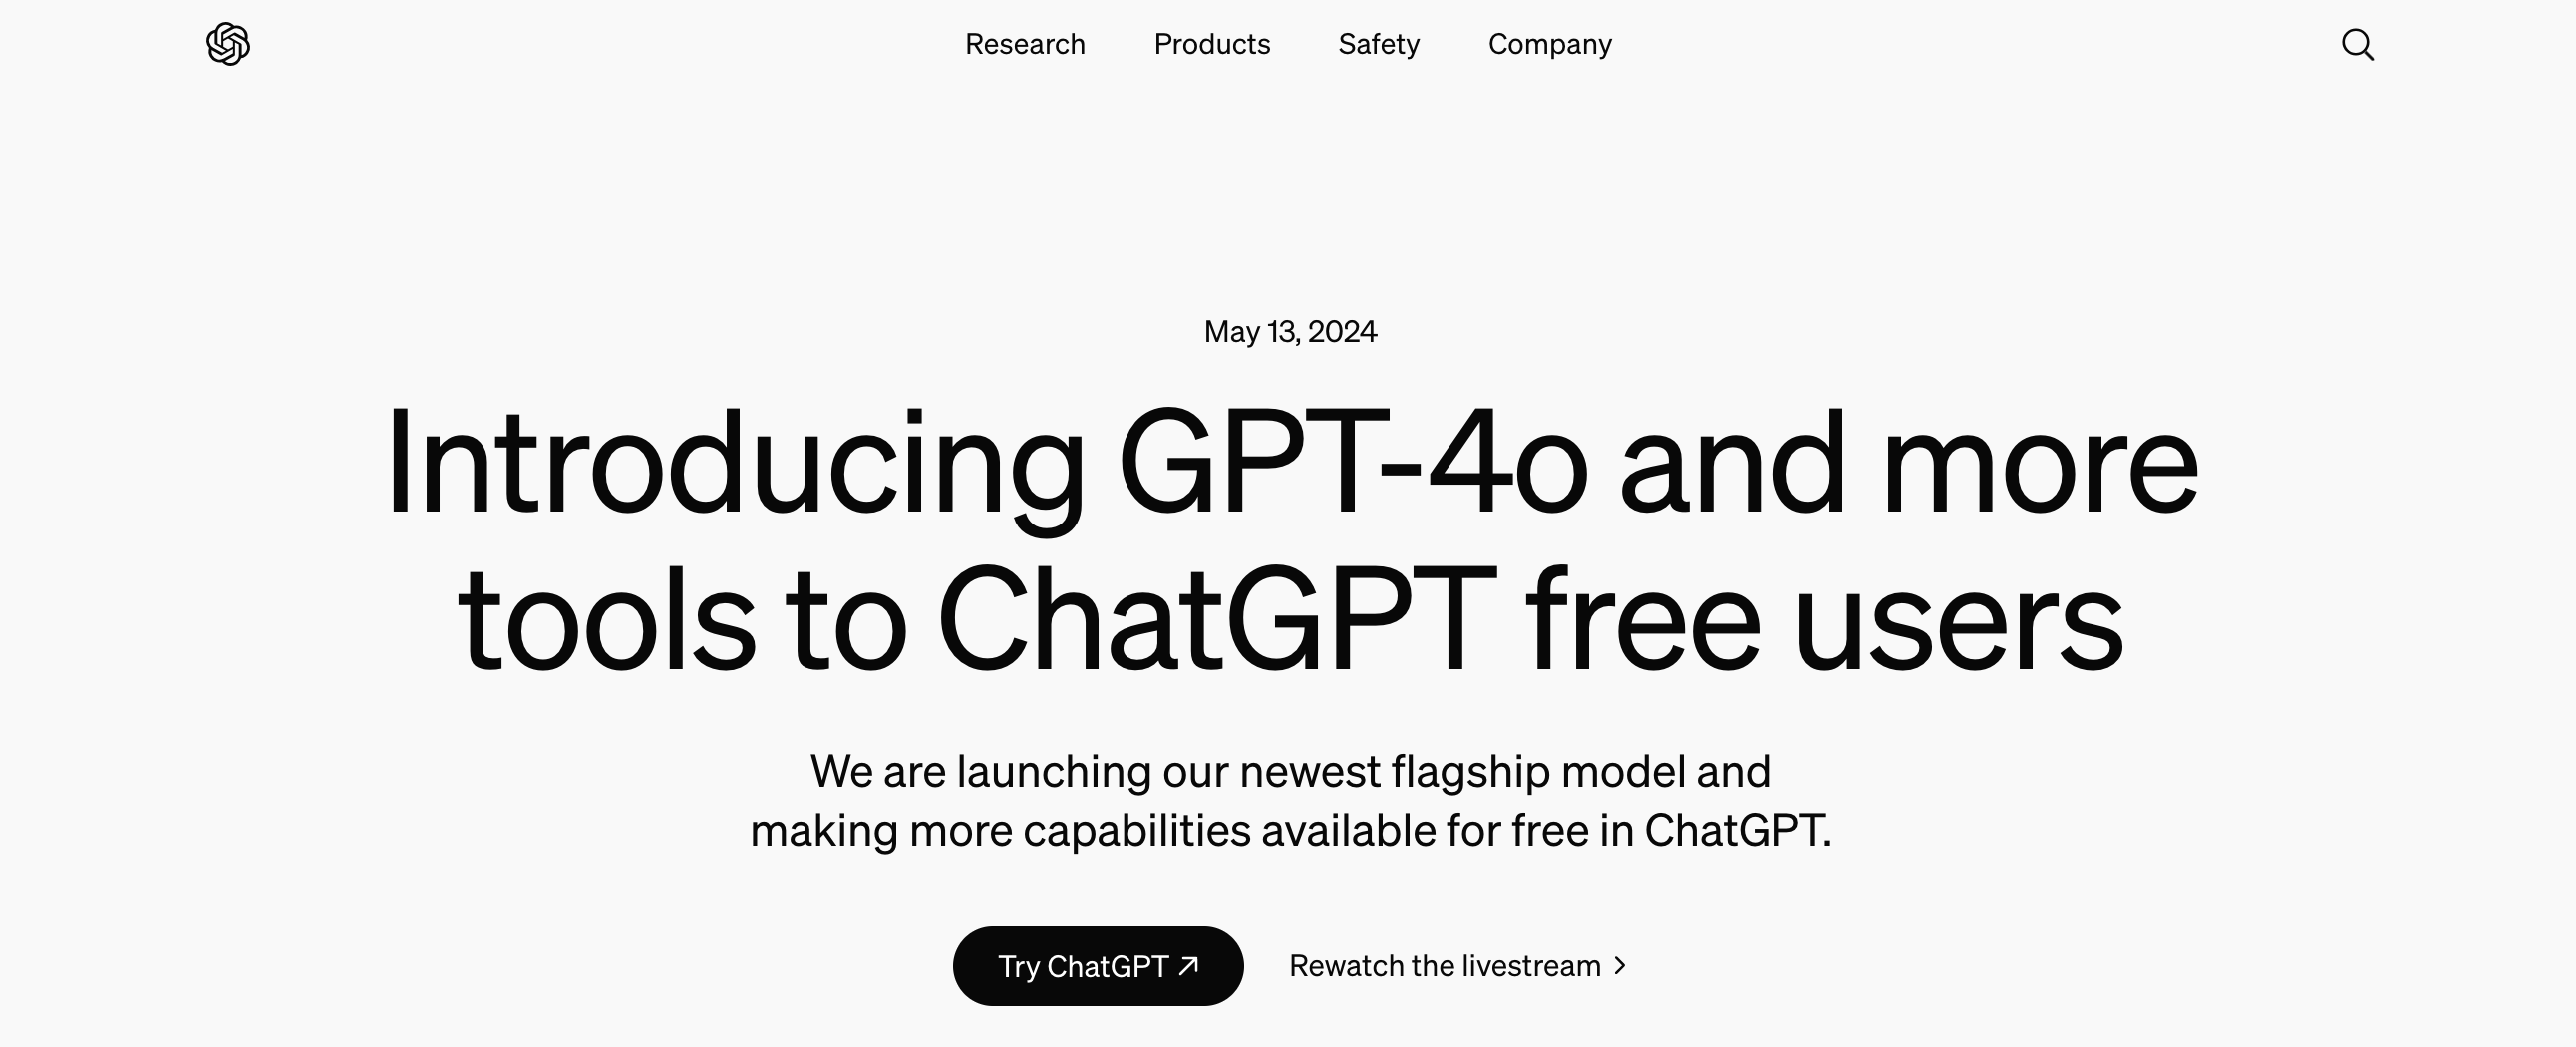 Research Products Safety Company
May 13, 2024
Introducing GPT-4o and more
tools to ChatGPT free users
We are launching our newest flagship model and
making more capabilities available for free in ChatGPT.
Try ChatGPT ↗ Rewatch the livestream >